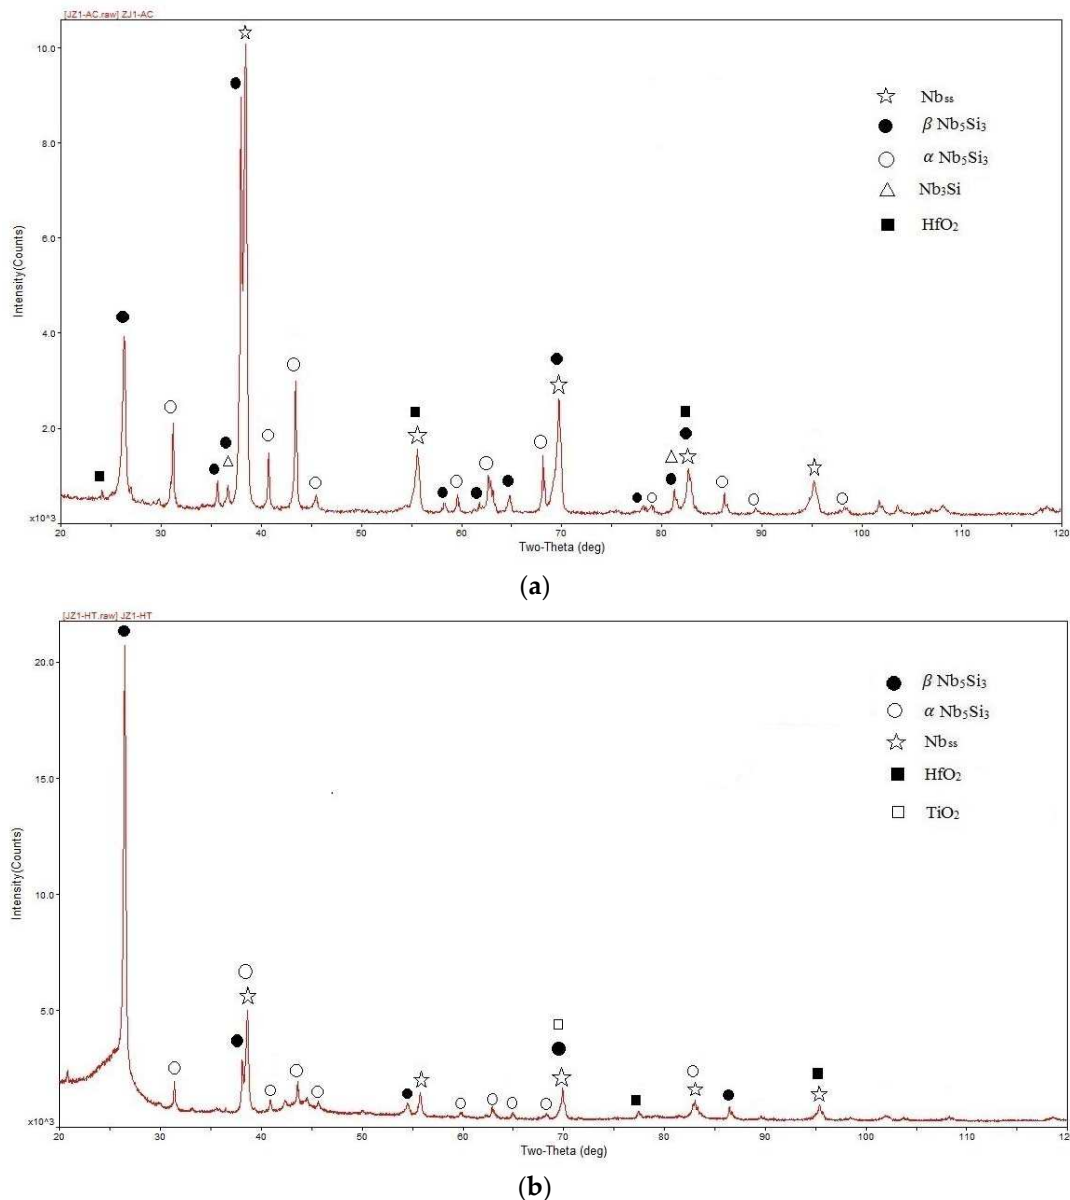 [JZ1-AC.raw] ZJ1-AC
10.0
8.0
6.0
4.0
2.0
x10^3
Intensity(Counts)
Nbss
β Nb5Si3
α Nb5Si3
Nb3Si
HfO2
20 30 40 50 60 70 80 90 100 110 120
Two-Theta (deg)
(a)
[JZ1-HT.raw] JZ1-HT
20.0
15.0
10.0
5.0
x10^3
Intensity(Counts)
β Nb5Si3
α Nb5Si3
Nbss
HfO2
TiO2
20 30 40 50 60 70 80 90 100 110 12
Two-Theta (deg)
(b)